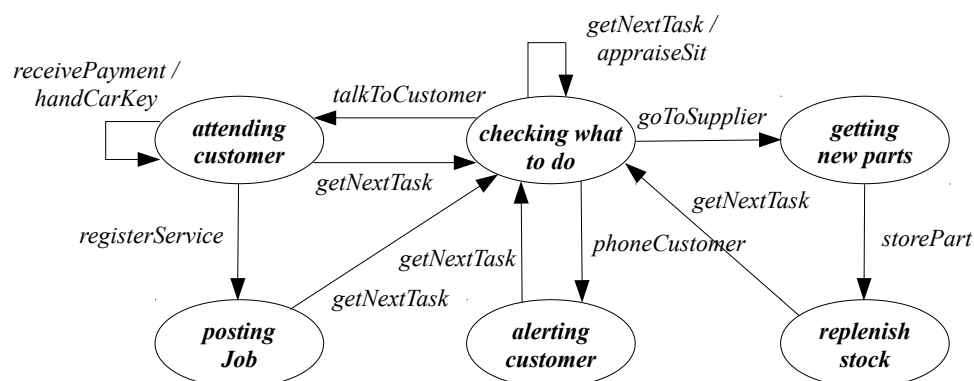 getNextTask /
appraiseSit
receivePayment /
handCarKey
talkToCustomer
attending
customer
checking what
to do
goToSupplier
getting
new parts
getNextTask
getNextTask
registerService
phoneCustomer
storePart
getNextTask
getNextTask
posting
Job
alerting
customer
replenish
stock